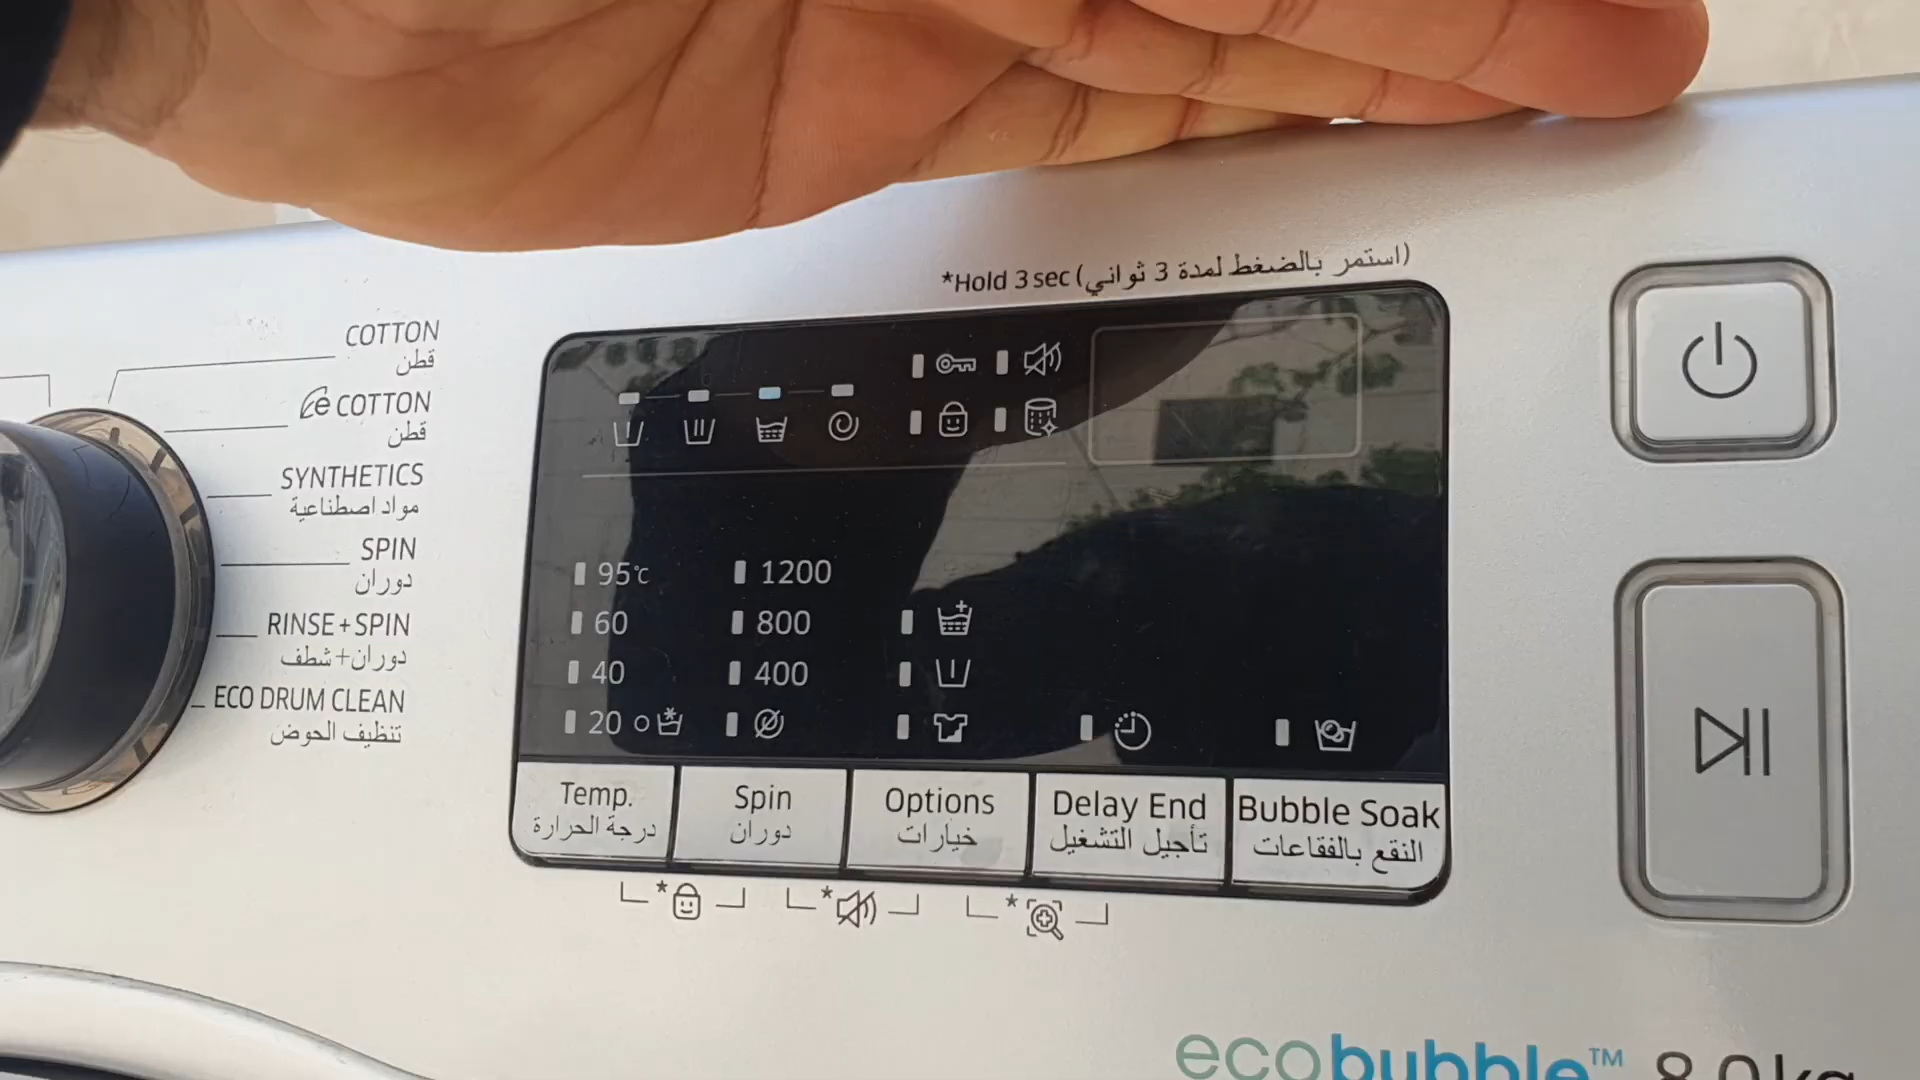 *Hold 3 sec (استمر بالضغط لمدة 3 ثواني)
COTTON
قطن
e COTTON
قطن
SYNTHETICS
مواد اصطناعية
SPIN
دوران
RINSE+SPIN
دوران+شطف
ECO DRUM CLEAN
تنظيف الحوض
95°C
60
40
20
1200
800
400
Temp.
درجة الحرارة
Spin
دوران
Options
خيارات
Delay End
تأجيل التشغيل
Bubble Soak
النقع بالفقاعات
* * *
ecobubble™ 8.0kg